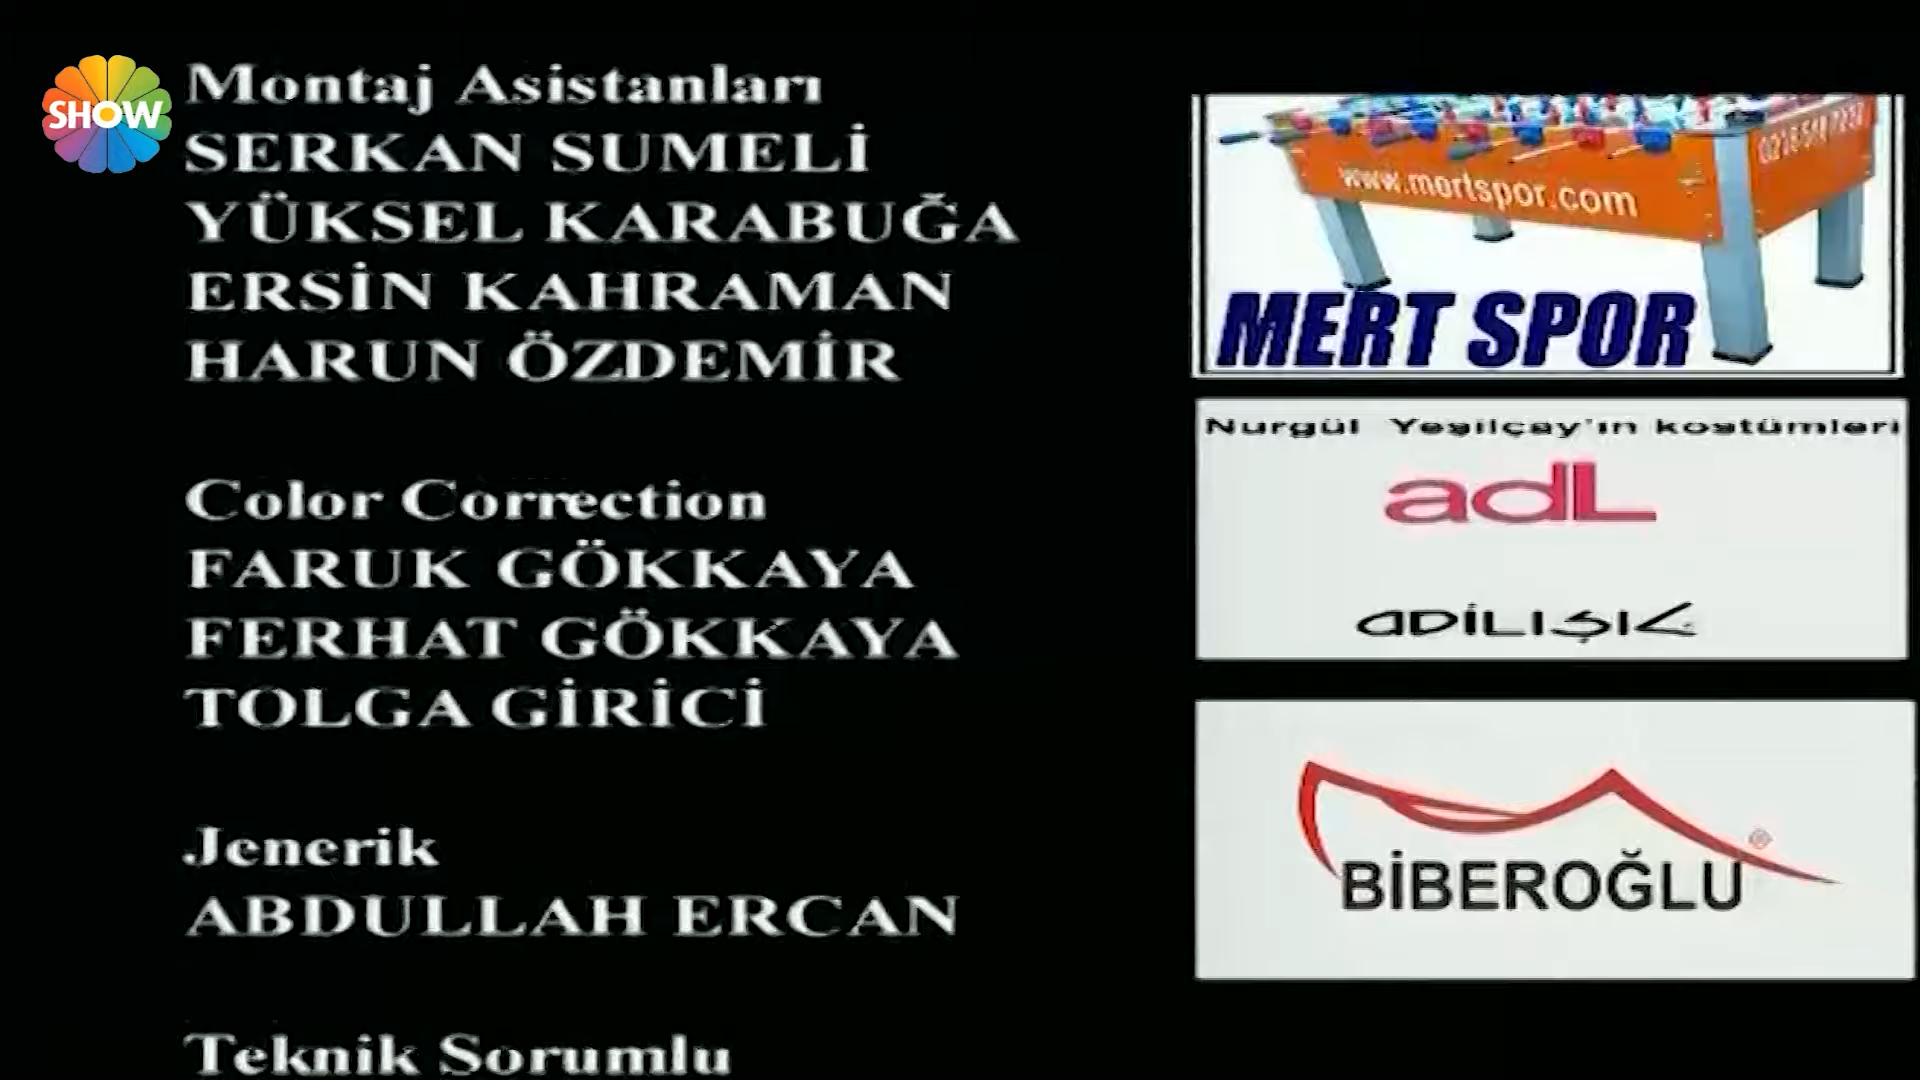 SHOW
Montaj Asistanları
SERKAN SUMELİ
YÜKSEL KARABUĞA
ERSİN KAHRAMAN
HARUN ÖZDEMİR
Color Correction
FARUK GÖKKAYA
FERHAT GÖKKAYA
TOLGA GİRİCİ
Jenerik
ABDULLAH ERCAN
Teknik Sorumlu
www.mertspor.com
MERT SPOR
Nurgül Yeşilçay'ın kostümleri
adL
ADİLIŞIK
BİBEROĞLU®